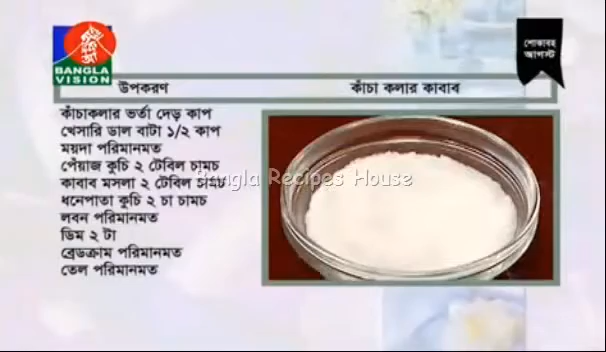 BANGLA
VISION
শোকাবহ
আগস্ট
উপকরণ
কাঁচা কলার কাবাব
কাঁচাকলার ভর্তা দেড় কাপ
খেসারি ডাল বাটা ১/২ কাপ
ময়দা পরিমানমত
পেঁয়াজ কুচি ২ টেবিল চামচ
কাবাব মসলা ২ টেবিল চামচ
ধনেপাতা কুচি ২ চা চামচ
লবন পরিমানমত
ডিম ২ টা
ব্রেডক্রাম পরিমানমত
তেল পরিমানমত
Bangla Recipes House